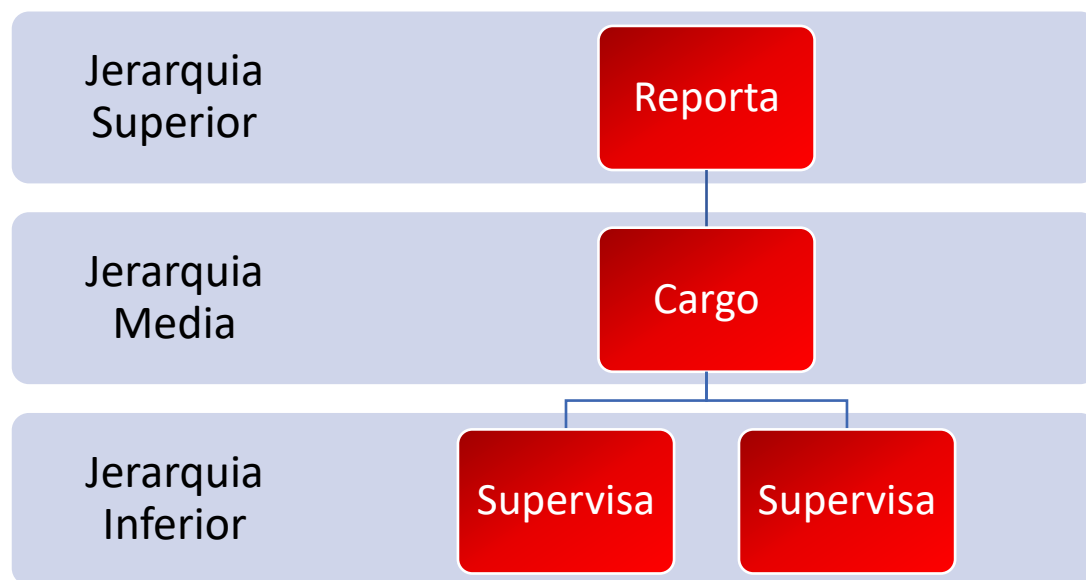 Jerarquia
Superior
Reporta
Jerarquia
Media
Cargo
Jerarquia
Inferior
Supervisa
Supervisa